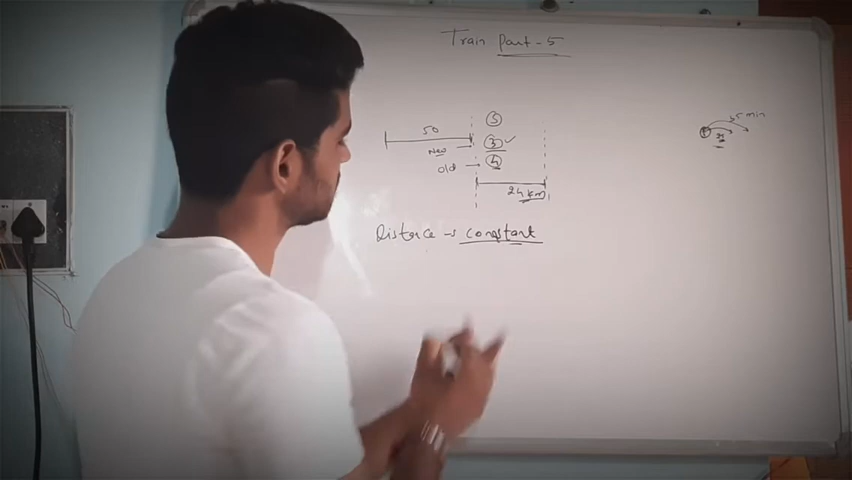 Train Part-5
50
5
3 ✓
New
Old
4
24 km
Distance → constant
5 min